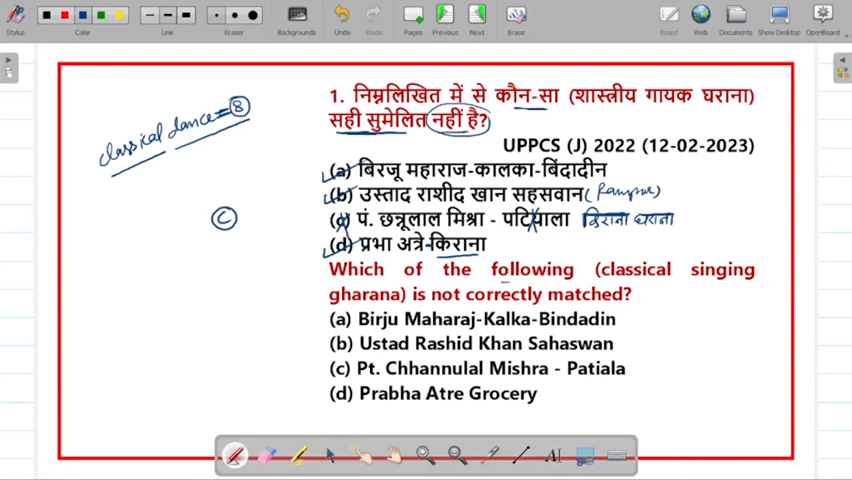 Stylus
Color
Line
Eraser
Backgrounds
Undo
Redo
Pages
Previous
Next
Erase
Board
Web
Documents
Show Desktop
OpenBoard
classical dance = 8
1. निम्नलिखित में से कौन-सा (शास्त्रीय गायक घराना)
सही सुमेलित नहीं है?
UPPCS (J) 2022 (12-02-2023)
(a) बिरजू महाराज-कालका-बिंदादीन
(b) उस्ताद राशीद खान सहसवान (Rampur)
(c) पं. छन्नूलाल मिश्रा - पटियाला किराना घराना
(d) प्रभा अत्रे-किराना
C
Which of the following (classical singing
gharana) is not correctly matched?
(a) Birju Maharaj-Kalka-Bindadin
(b) Ustad Rashid Khan Sahaswan
(c) Pt. Chhannulal Mishra - Patiala
(d) Prabha Atre Grocery